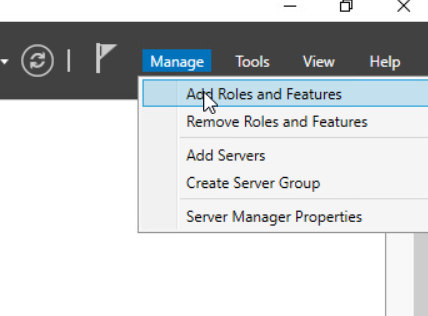 Manage Tools View Help
Add Roles and Features
Remove Roles and Features
Add Servers
Create Server Group
Server Manager Properties